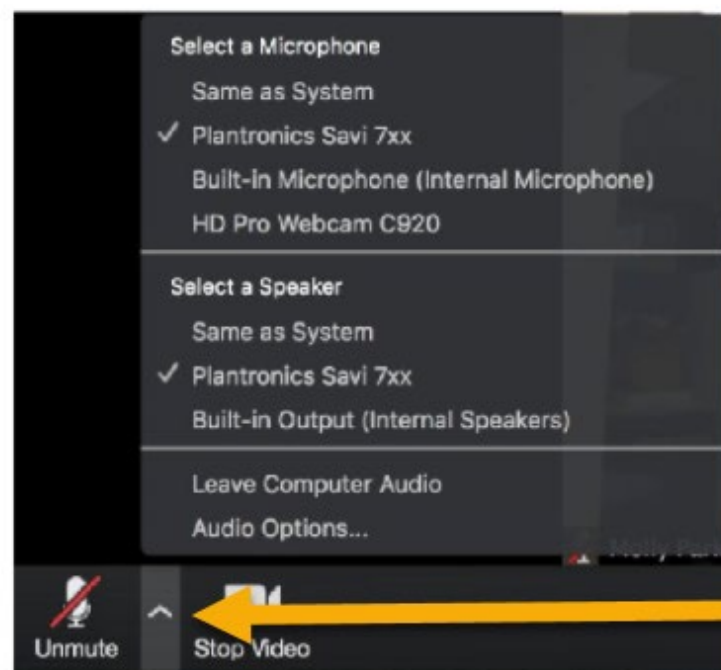 Select a Microphone
Same as System
✓ Plantronics Savi 7xx
Built-in Microphone (Internal Microphone)
HD Pro Webcam C920
Select a Speaker
Same as System
✓ Plantronics Savi 7xx
Built-in Output (Internal Speakers)
Leave Computer Audio
Audio Options...
Molly
Unmute
Stop Video